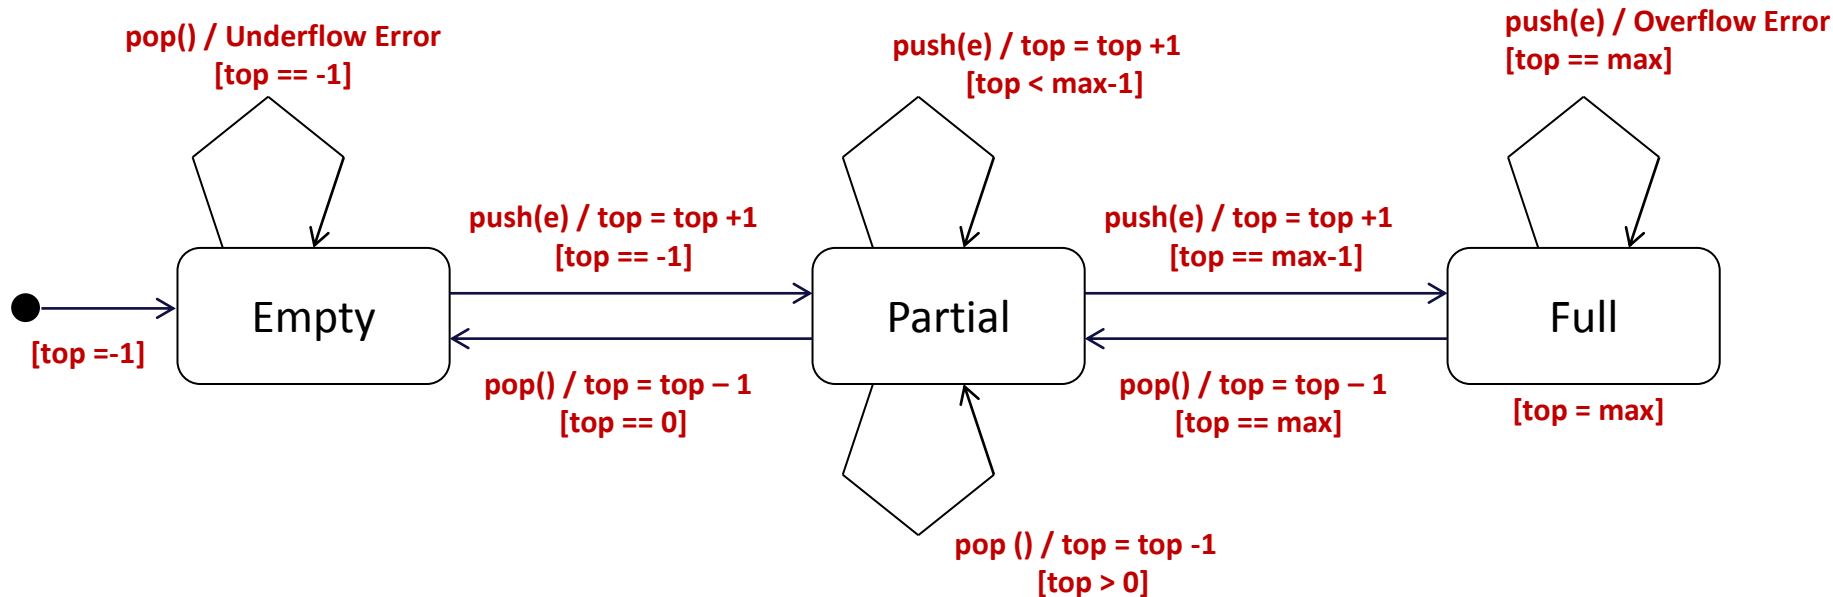 pop() / Underflow Error
[top == -1]
push(e) / top = top +1
[top < max-1]
push(e) / Overflow Error
[top == max]
push(e) / top = top +1
[top == -1]
push(e) / top = top +1
[top == max-1]
Empty
Partial
Full
[top =-1]
pop() / top = top – 1
[top == 0]
pop() / top = top – 1
[top == max]
[top = max]
pop () / top = top -1
[top > 0]